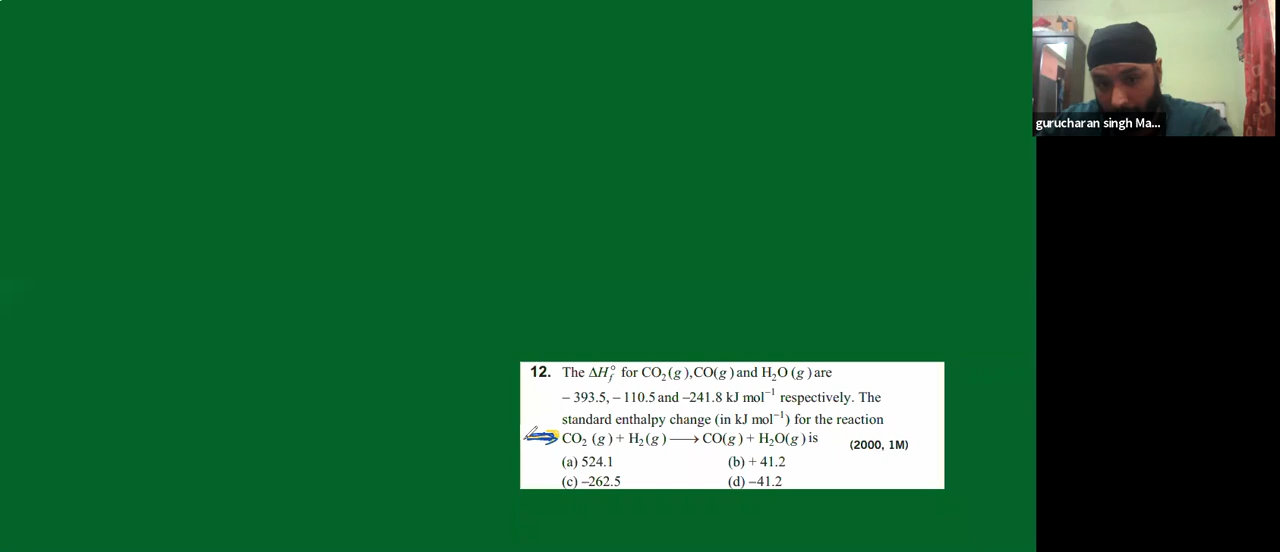 gurucharan singh Ma...
12. The ΔH°f for CO₂(g), CO(g) and H₂O (g) are
– 393.5, – 110.5 and –241.8 kJ mol⁻¹ respectively. The
standard enthalpy change (in kJ mol⁻¹) for the reaction
CO₂ (g) + H₂(g) ⟶ CO(g) + H₂O(g) is (2000, 1M)
(a) 524.1 (b) + 41.2
(c) –262.5 (d) –41.2